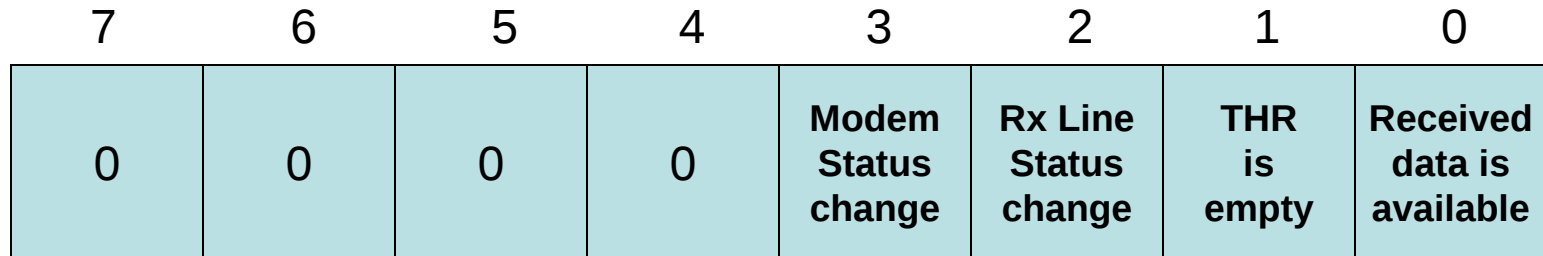 7 6 5 4 3 2 1 0
0 0 0 0
Modem
Status
change
Rx Line
Status
change
THR
is
empty
Received
data is
available